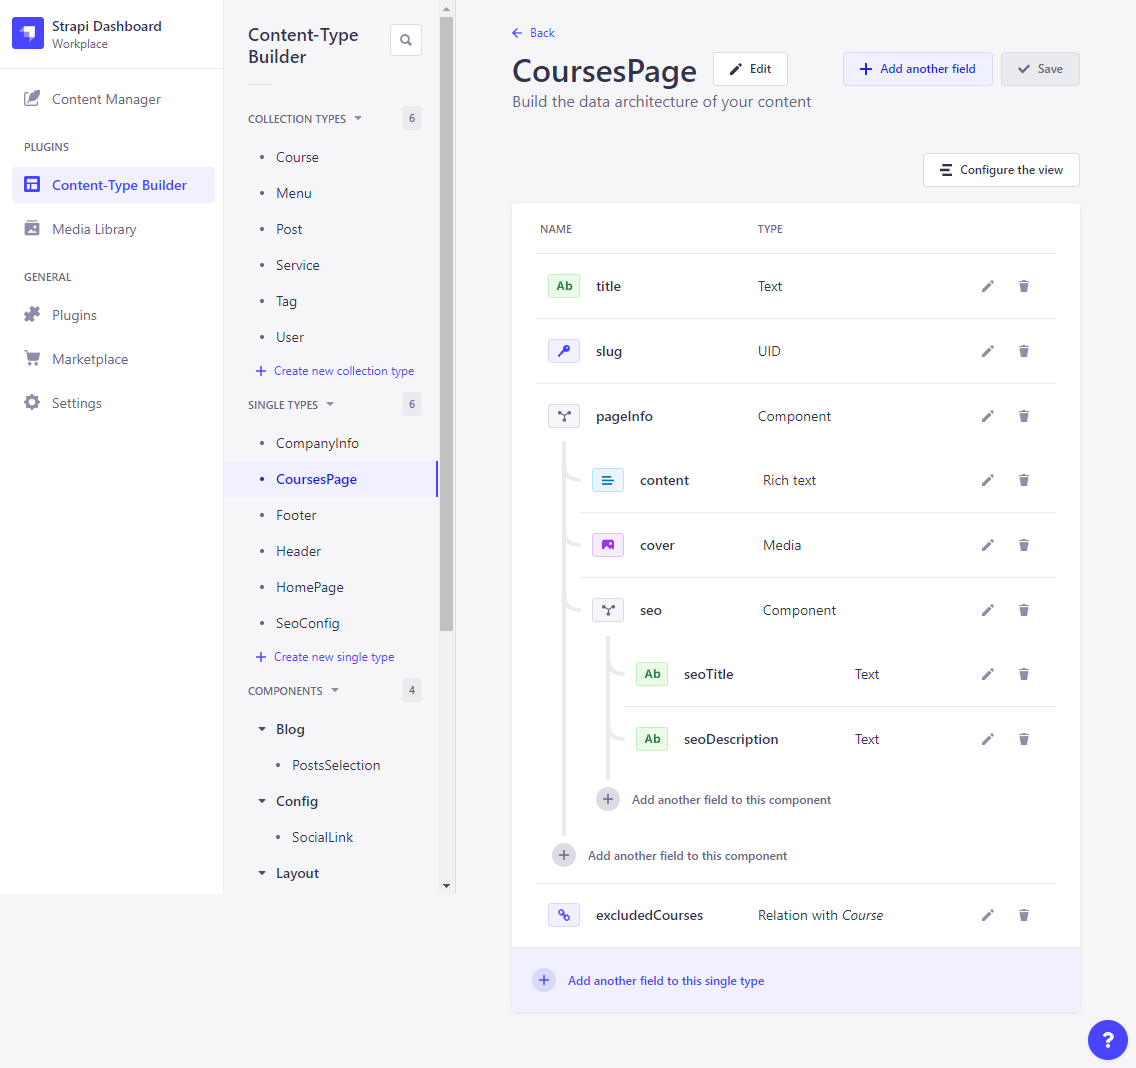 Strapi Dashboard
Workplace
Content Manager
PLUGINS
Content-Type Builder
Media Library
GENERAL
Plugins
Marketplace
Settings
Content-Type
Builder
COLLECTION TYPES 6
Course
Menu
Post
Service
Tag
User
Create new collection type
SINGLE TYPES 6
CompanyInfo
CoursesPage
Footer
Header
HomePage
SeoConfig
Create new single type
COMPONENTS 4
Blog
PostsSelection
Config
SocialLink
Layout
Back
CoursesPage Edit Add another field Save
Build the data architecture of your content
Configure the view
NAME TYPE
Ab title Text
slug UID
pageInfo Component
content Rich text
cover Media
seo Component
Ab seoTitle Text
Ab seoDescription Text
Add another field to this component
Add another field to this component
excludedCourses Relation with Course
Add another field to this single type
?